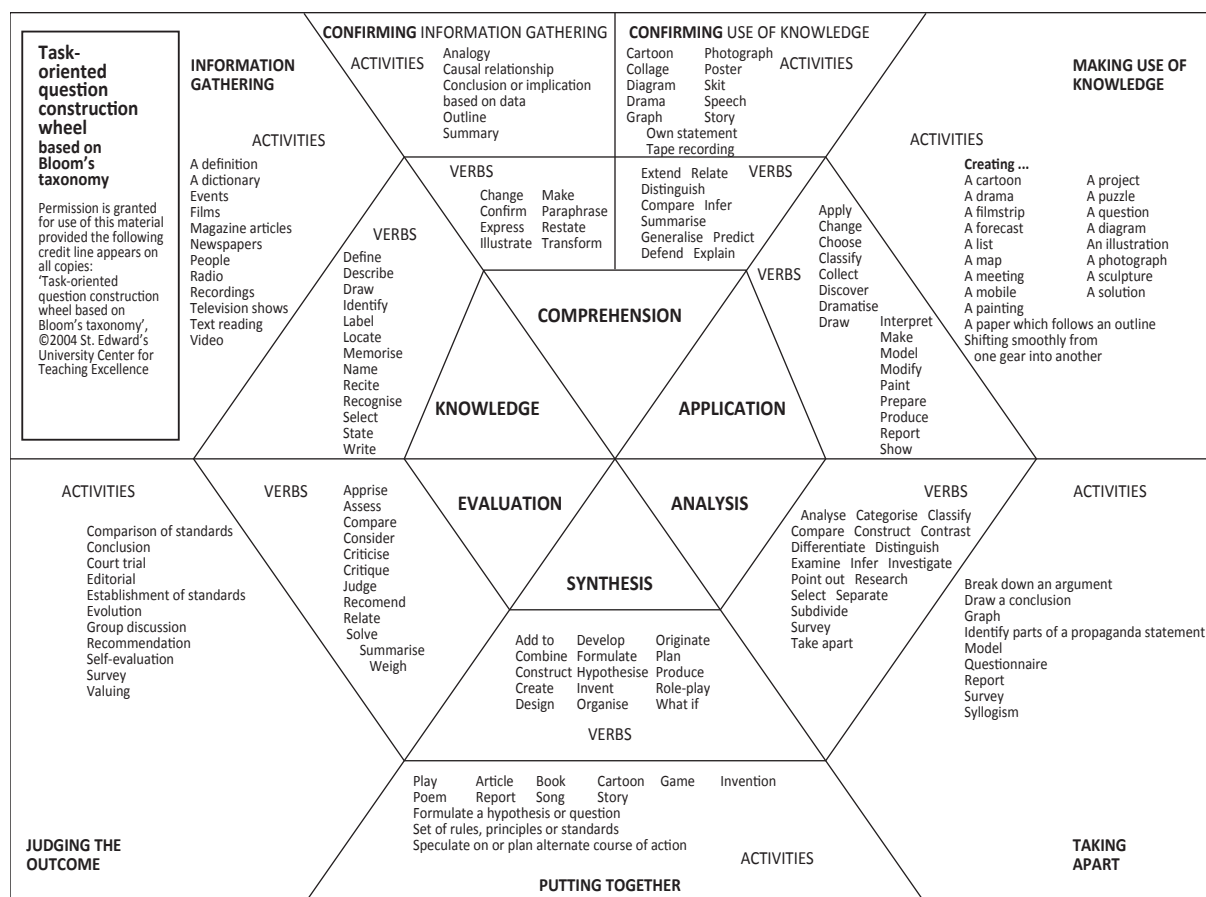 Task-
oriented
question
construction
wheel
based on
Bloom's
taxonomy
Permission is granted
for use of this material
provided the following
credit line appears on
all copies:
'Task-oriented
question construction
wheel based on
Bloom's taxonomy',
©2004 St. Edward's
University Center for
Teaching Excellence
INFORMATION
GATHERING
ACTIVITIES
A definition
A dictionary
Events
Films
Magazine articles
Newspapers
People
Radio
Recordings
Television shows
Text reading
Video
VERBS
Define
Describe
Draw
Identify
Label
Locate
Memorise
Name
Recite
Recognise
Select
State
Write
KNOWLEDGE
CONFIRMING INFORMATION GATHERING
ACTIVITIES
Analogy
Causal relationship
Conclusion or implication
based on data
Outline
Summary
VERBS
Change Make
Confirm Paraphrase
Express Restate
Illustrate Transform
CONFIRMING USE OF KNOWLEDGE
Cartoon Photograph
Collage Poster
Diagram Skit
Drama Speech
Graph Story
Own statement
Tape recording
ACTIVITIES
Extend Relate
Distinguish
Compare Infer
Summarise
Generalise Predict
Defend Explain
VERBS
COMPREHENSION
MAKING USE OF
KNOWLEDGE
ACTIVITIES
Creating ...
A cartoon A project
A drama A puzzle
A filmstrip A question
A forecast A diagram
A list An illustration
A map A photograph
A meeting A sculpture
A mobile A solution
A painting
A paper which follows an outline
Shifting smoothly from
one gear into another
VERBS
Apply
Change
Choose
Classify
Collect
Discover
Dramatise
Draw
Interpret
Make
Model
Modify
Paint
Prepare
Produce
Report
Show
APPLICATION
ANALYSIS
VERBS
Analyse Categorise Classify
Compare Construct Contrast
Differentiate Distinguish
Examine Infer Investigate
Point out Research
Select Separate
Subdivide
Survey
Take apart
ACTIVITIES
Break down an argument
Draw a conclusion
Graph
Identify parts of a propaganda statement
Model
Questionnaire
Report
Survey
Syllogism
TAKING
APART
SYNTHESIS
Add to Develop Originate
Combine Formulate Plan
Construct Hypothesise Produce
Create Invent Role-play
Design Organise What if
VERBS
Play Article Book Cartoon Game Invention
Poem Report Song Story
Formulate a hypothesis or question
Set of rules, principles or standards
Speculate on or plan alternate course of action
ACTIVITIES
PUTTING TOGETHER
EVALUATION
VERBS
Apprise
Assess
Compare
Consider
Criticise
Critique
Judge
Recomend
Relate
Solve
Summarise
Weigh
ACTIVITIES
Comparison of standards
Conclusion
Court trial
Editorial
Establishment of standards
Evolution
Group discussion
Recommendation
Self-evaluation
Survey
Valuing
JUDGING THE
OUTCOME